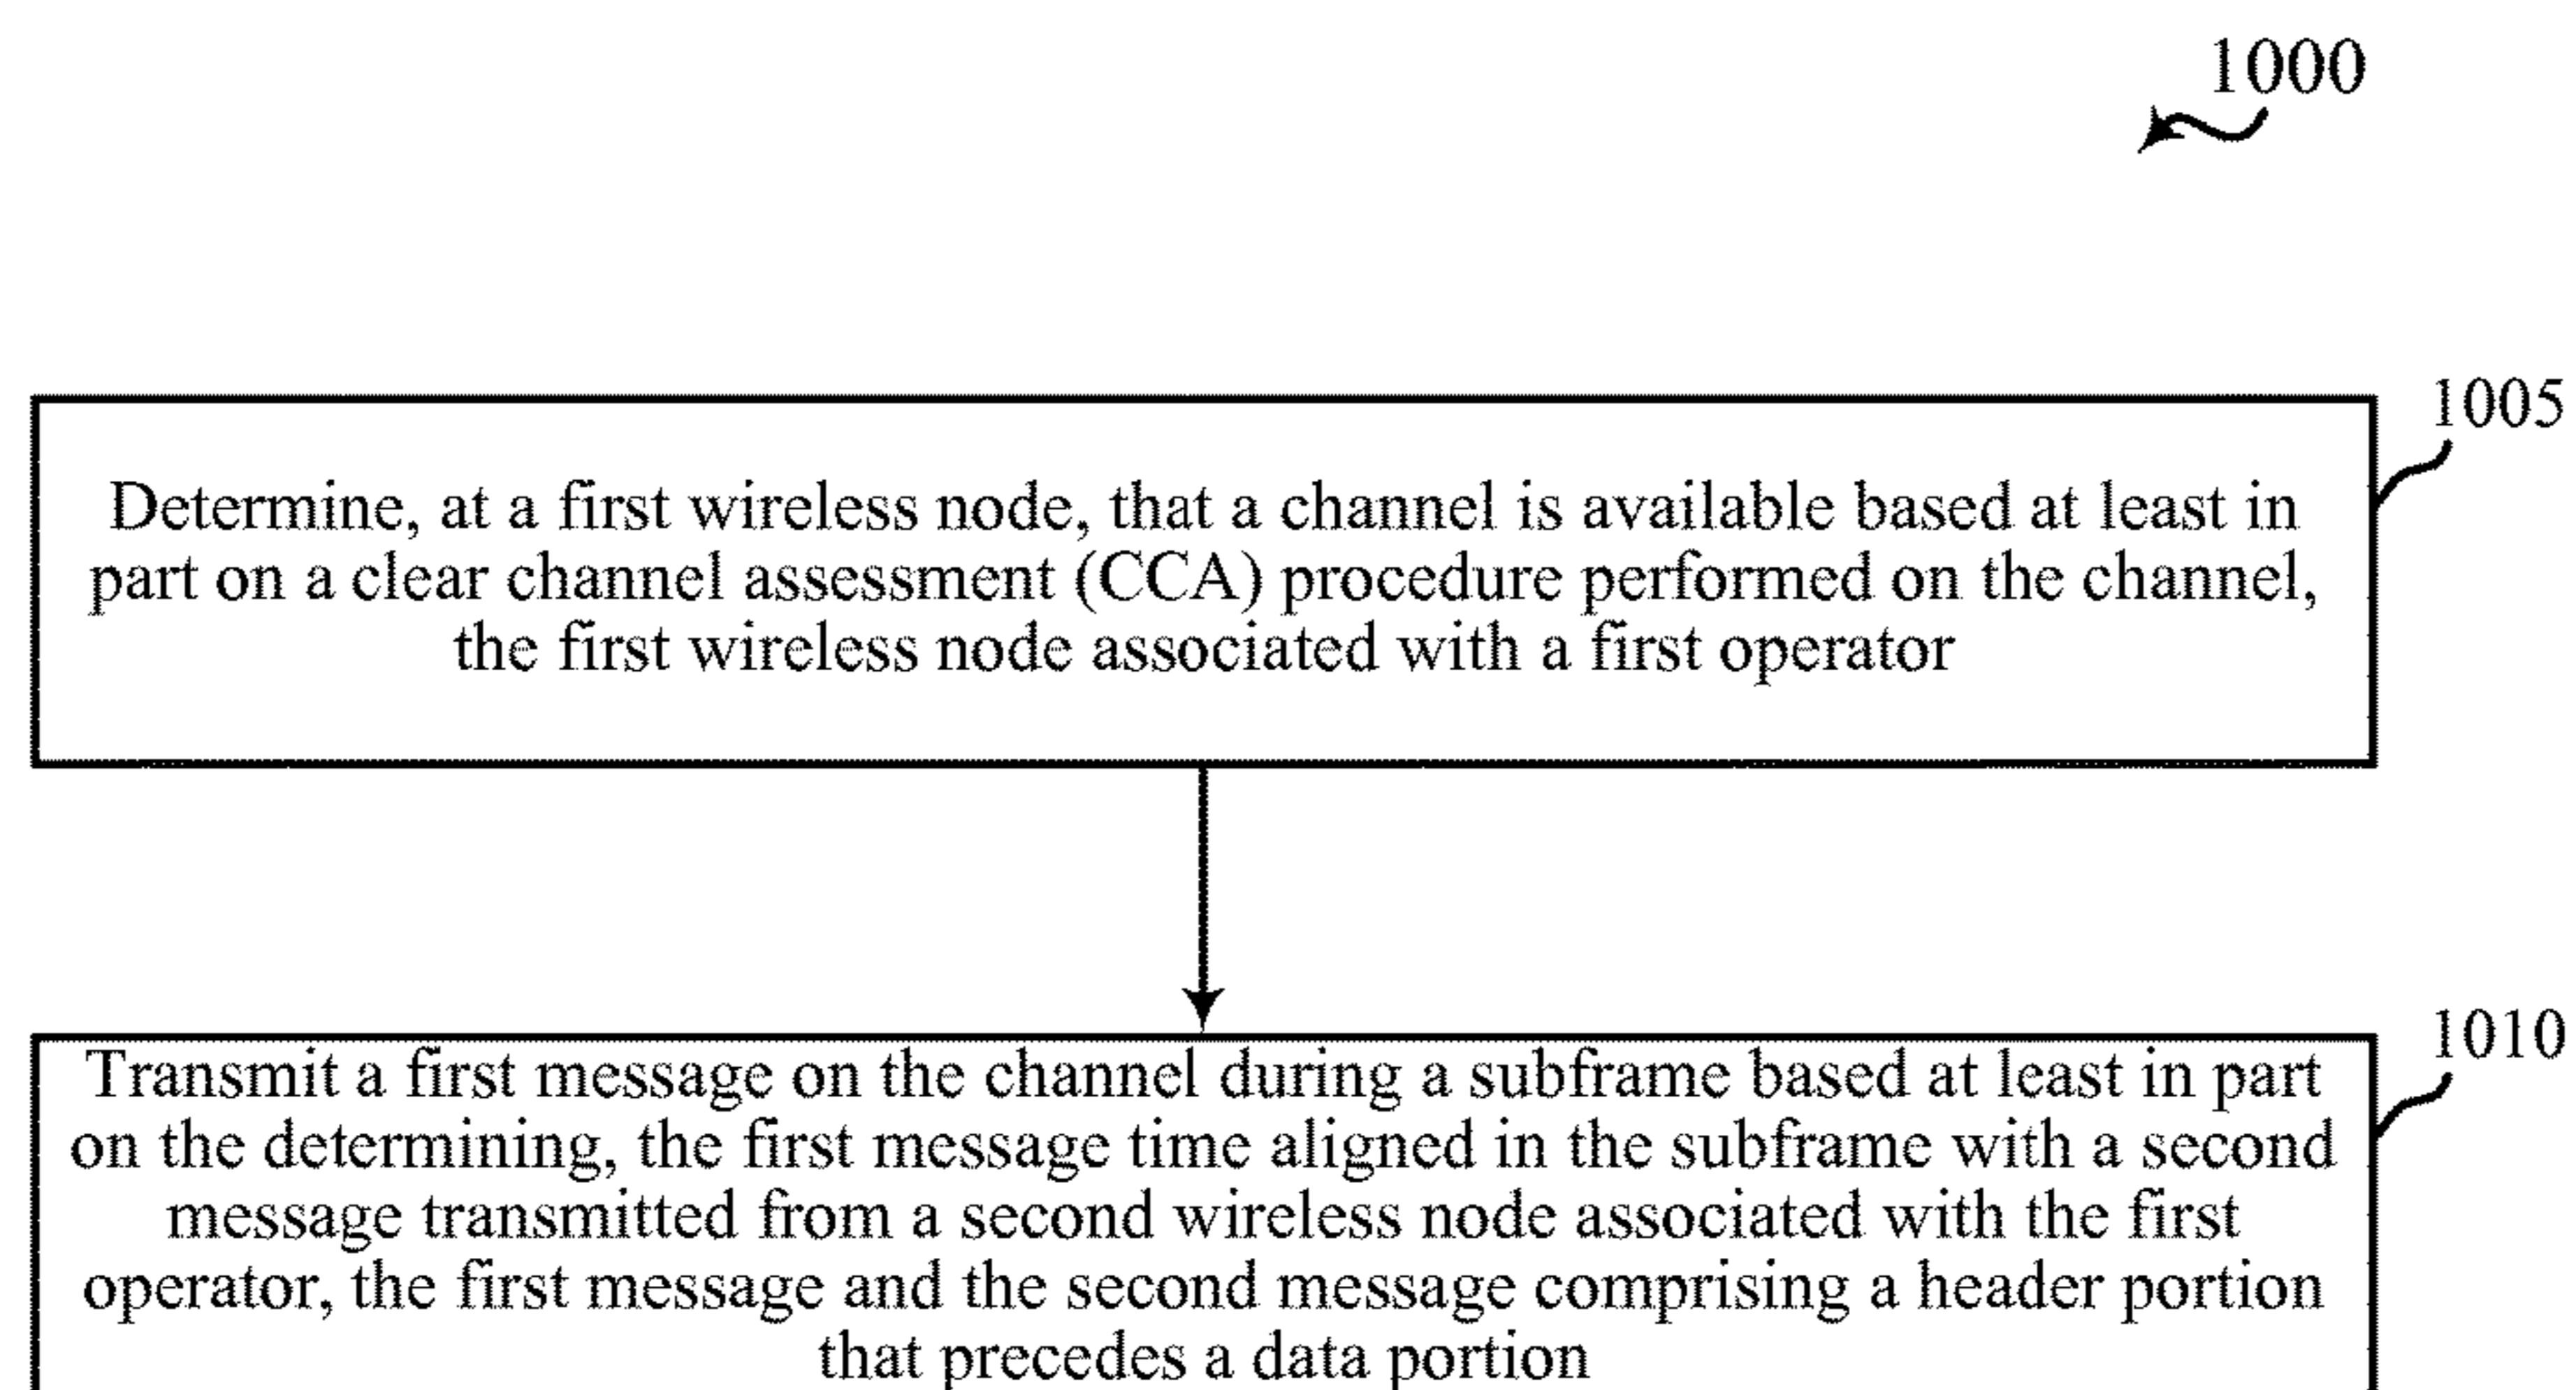 1000
1005
Determine, at a first wireless node, that a channel is available based at least in
part on a clear channel assessment (CCA) procedure performed on the channel,
the first wireless node associated with a first operator
1010
Transmit a first message on the channel during a subframe based at least in part
on the determining, the first message time aligned in the subframe with a second
message transmitted from a second wireless node associated with the first
operator, the first message and the second message comprising a header portion
that precedes a data portion